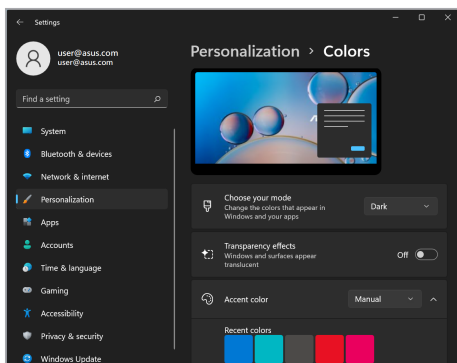 Settings
user@asus.com
user@asus.com
Find a setting
System
Bluetooth & devices
Network & internet
Personalization
Apps
Accounts
Time & language
Gaming
Accessibility
Privacy & security
Windows Update
Personalization > Colors
Choose your mode
Change the colors that appear in
Windows and your apps
Dark
Transparency effects
Windows and surfaces appear
translucent
Off
Accent color
Manual
Recent colors